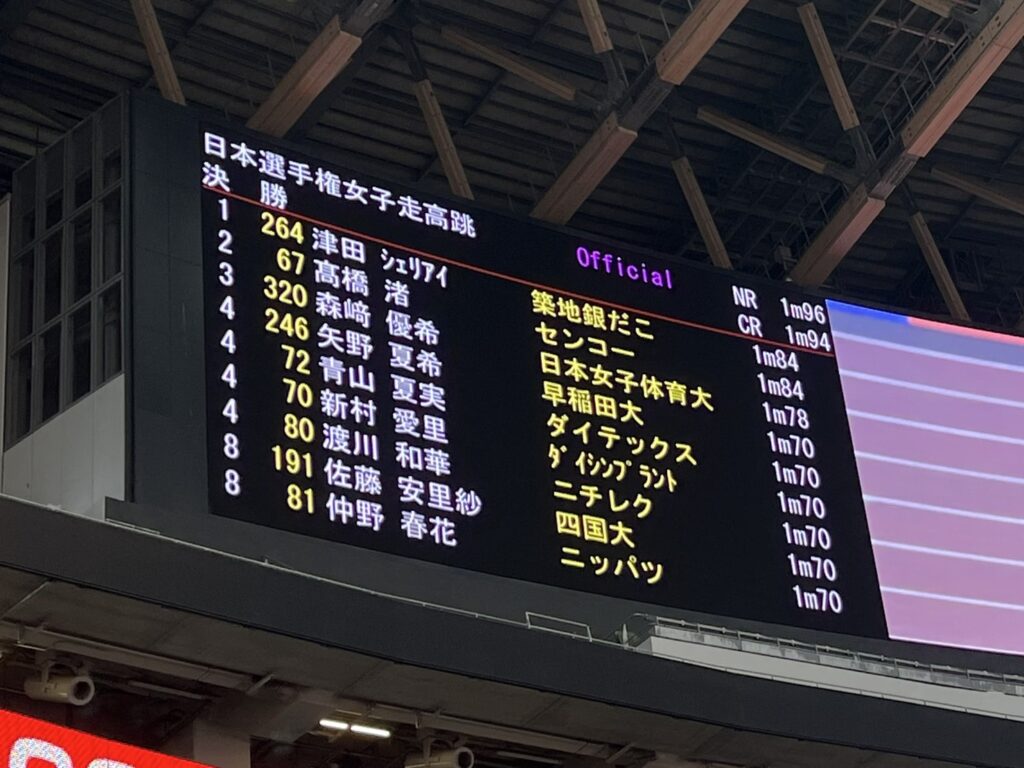 日本選手権女子走高跳
決 勝 Official NR 1m96
CR 1m94
1 264 津田 シェリアイ 築地銀だこ 1m84
2 67 髙橋 渚 センコー 1m84
3 320 森﨑 優希 日本女子体育大 1m78
4 246 矢野 夏希 早稲田大 1m70
4 72 青山 夏実 ダイテックス 1m70
4 70 新村 愛里 ダイシンプラント 1m70
4 80 渡川 和華 ニチレク 1m70
8 191 佐藤 安里紗 四国大 1m70
8 81 仲野 春花 ニッパツ 1m70